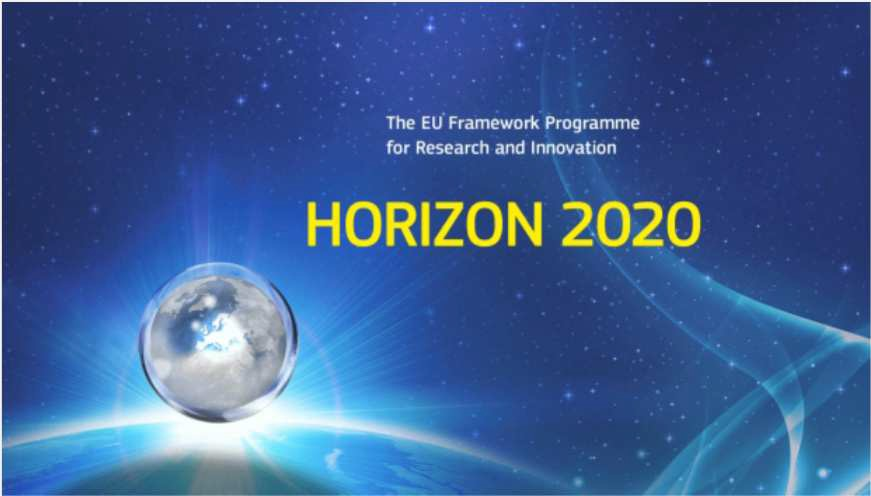 The EU Framework Programme
for Research and Innovation
HORIZON 2020